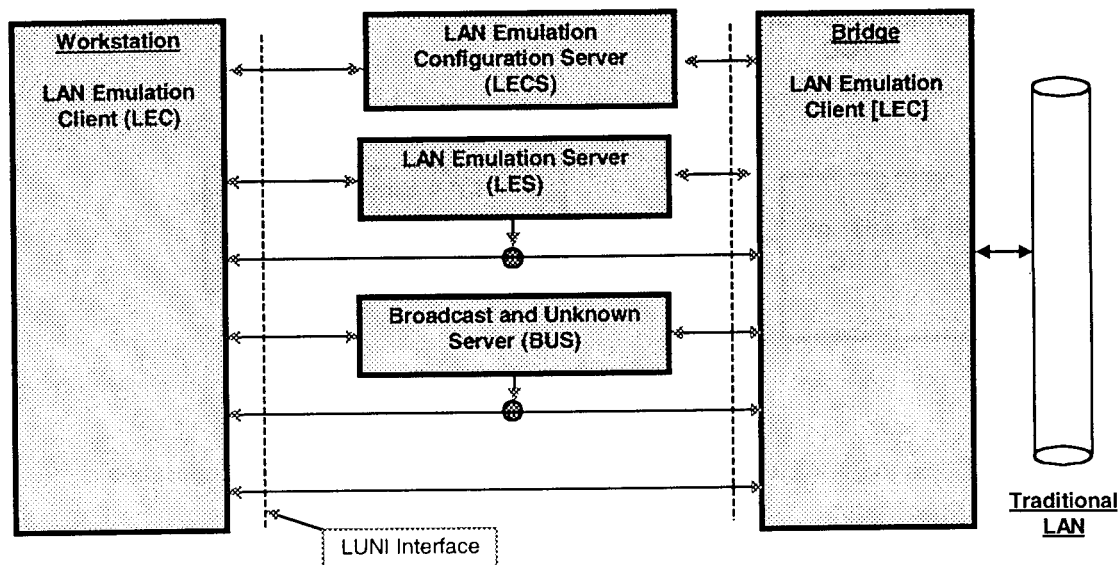 Workstation
LAN Emulation
Client (LEC)
LAN Emulation
Configuration Server
(LECS)
LAN Emulation Server
(LES)
Broadcast and Unknown
Server (BUS)
Bridge
LAN Emulation
Client [LEC]
Traditional
LAN
LUNI Interface